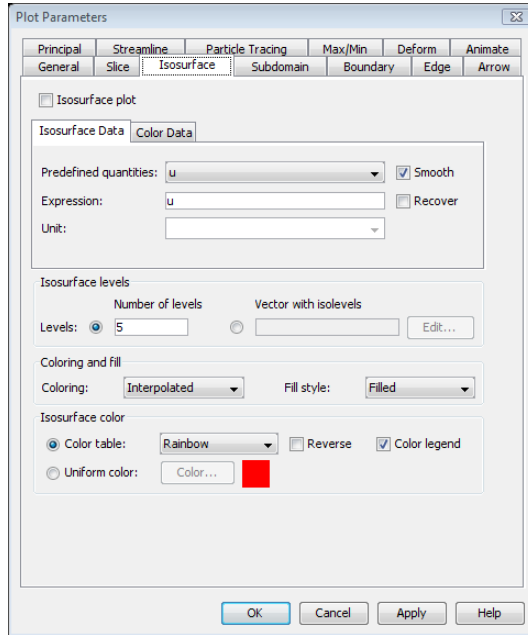 Plot Parameters
Principal Streamline Particle Tracing Max/Min Deform Animate
General Slice Isosurface Subdomain Boundary Edge Arrow
Isosurface plot
Isosurface Data Color Data
Predefined quantities: u Smooth
Expression: u Recover
Unit:
Isosurface levels
Number of levels Vector with isolevels
Levels: 5 Edit...
Coloring and fill
Coloring: Interpolated Fill style: Filled
Isosurface color
Color table: Rainbow Reverse Color legend
Uniform color: Color...
OK Cancel Apply Help